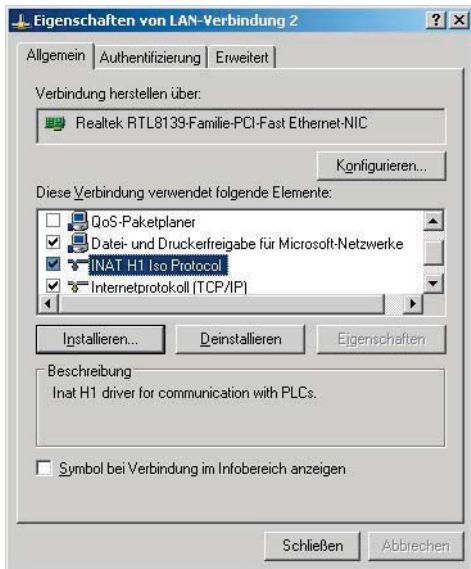 Eigenschaften von LAN-Verbindung 2
Allgemein Authentifizierung Erweitert
Verbindung herstellen über:
Realtek RTL8139-Familie-PCI-Fast Ethernet-NIC
Konfigurieren...
Diese Verbindung verwendet folgende Elemente:
QoS-Paketplaner
Datei- und Druckerfreigabe für Microsoft-Netzwerke
INAT H1 Iso Protocol
Internetprotokoll (TCP/IP)
Installieren... Deinstallieren Eigenschaften
Beschreibung
Inat H1 driver for communication with PLCs.
Symbol bei Verbindung im Infobereich anzeigen
Schließen Abbrechen